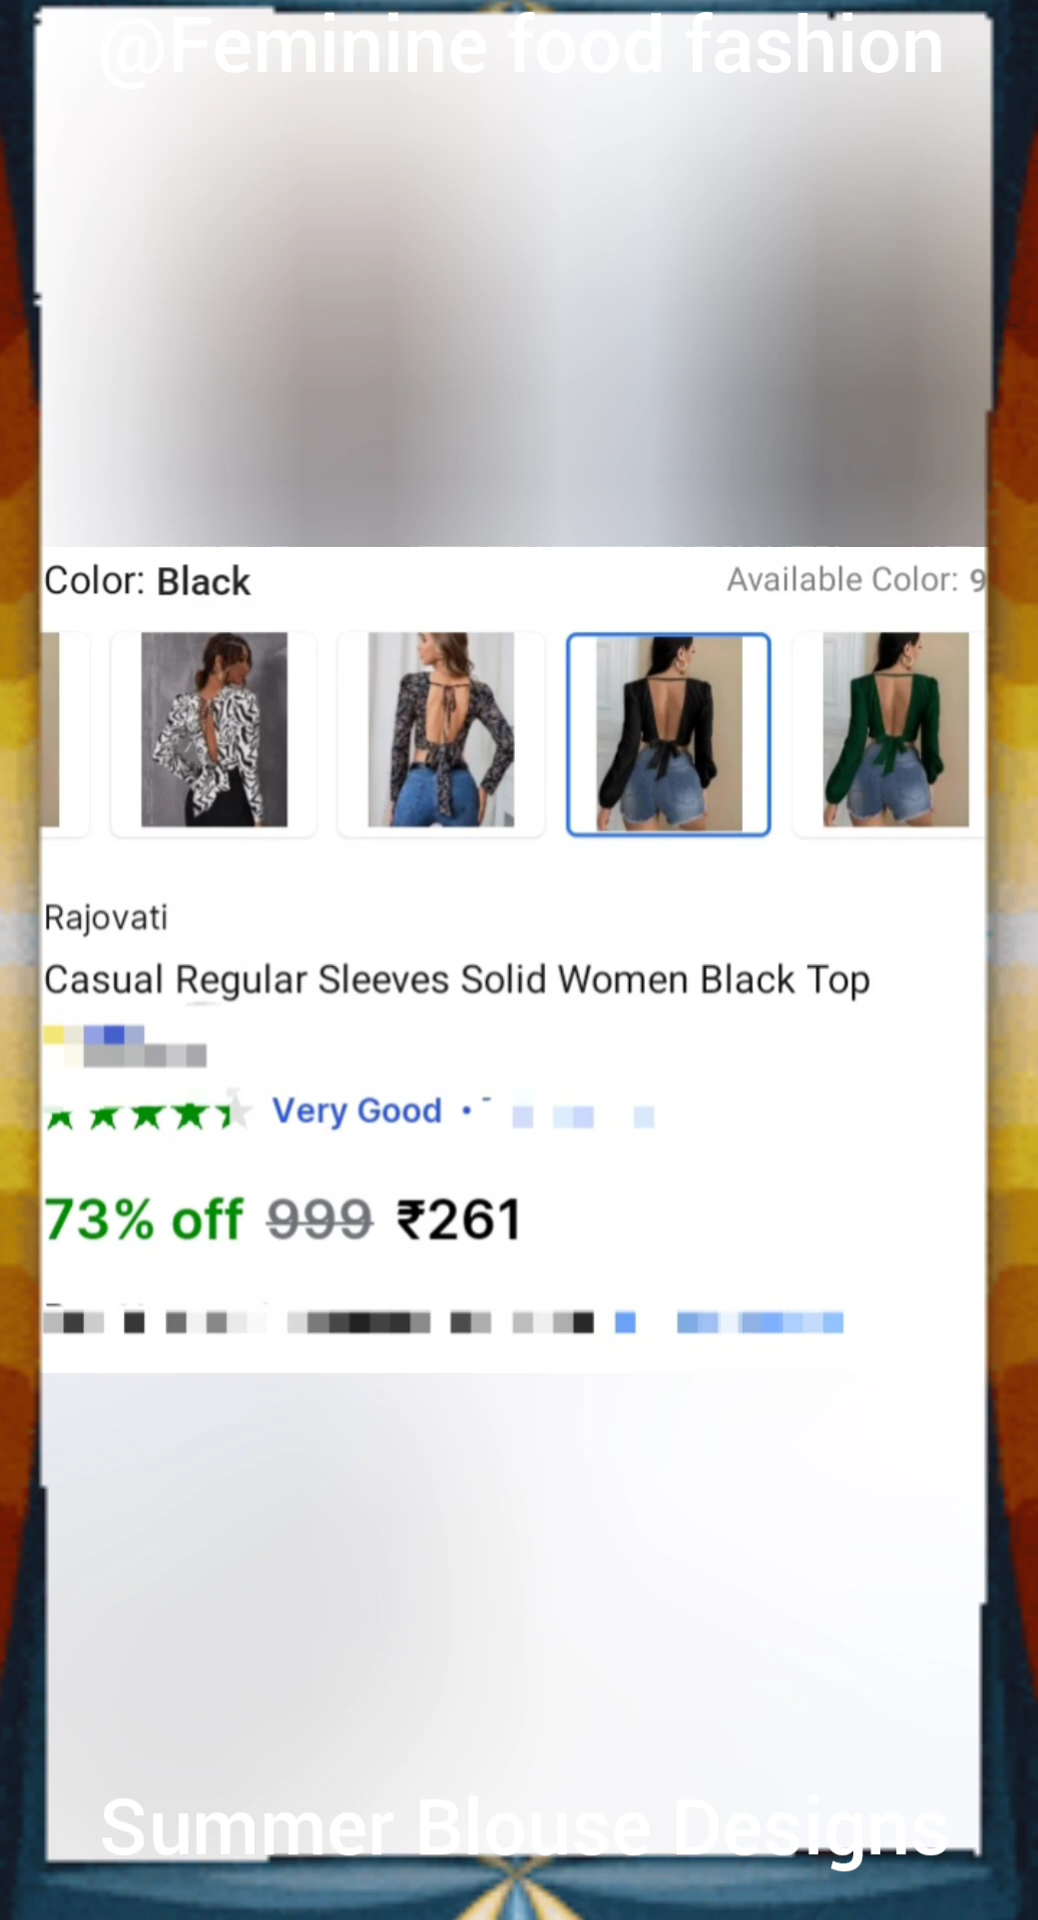 @Feminine food fashion
Color: Black
Available Color: 9
Rajovati
Casual Regular Sleeves Solid Women Black Top
Very Good •
73% off 999 ₹261
Summer Blouse Designs